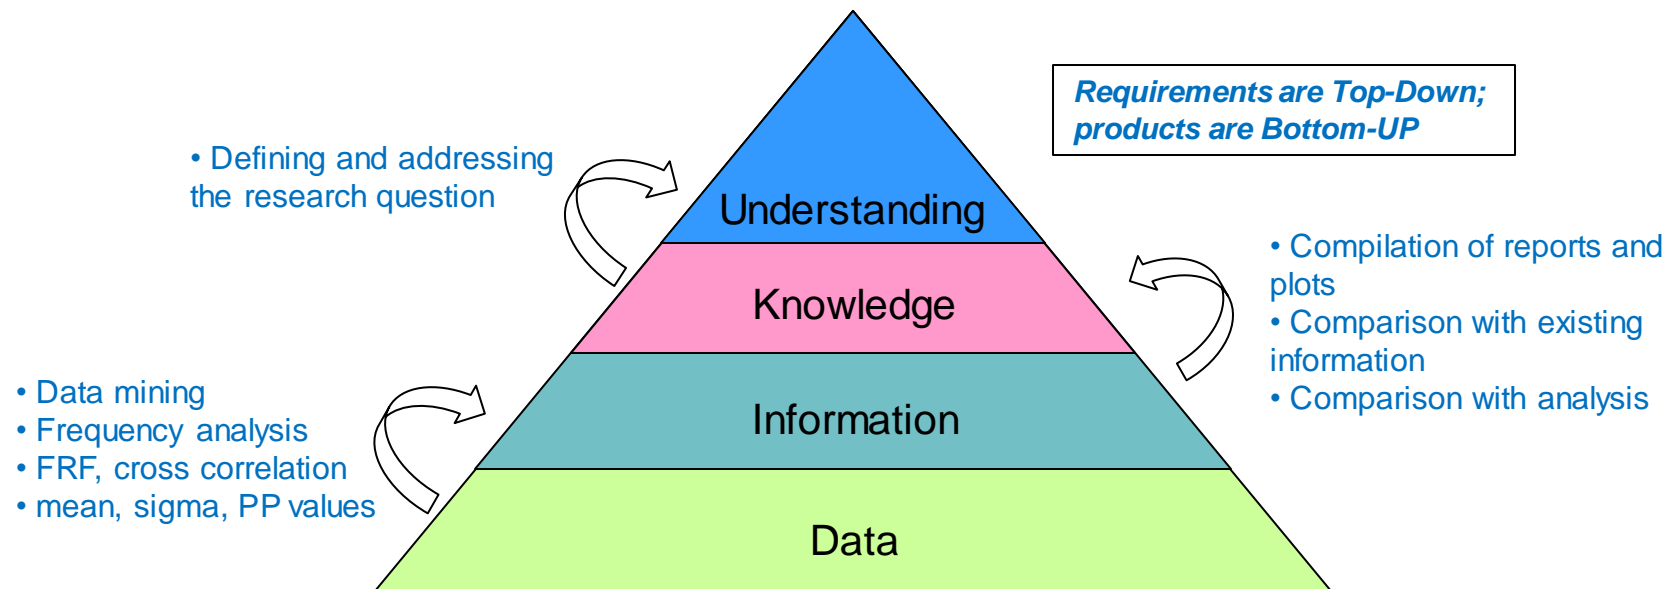 Requirements are Top-Down;
products are Bottom-UP
• Defining and addressing
the research question
Understanding
• Compilation of reports and
plots
• Comparison with existing
information
• Comparison with analysis
Knowledge
• Data mining
• Frequency analysis
• FRF, cross correlation
• mean, sigma, PP values
Information
Data